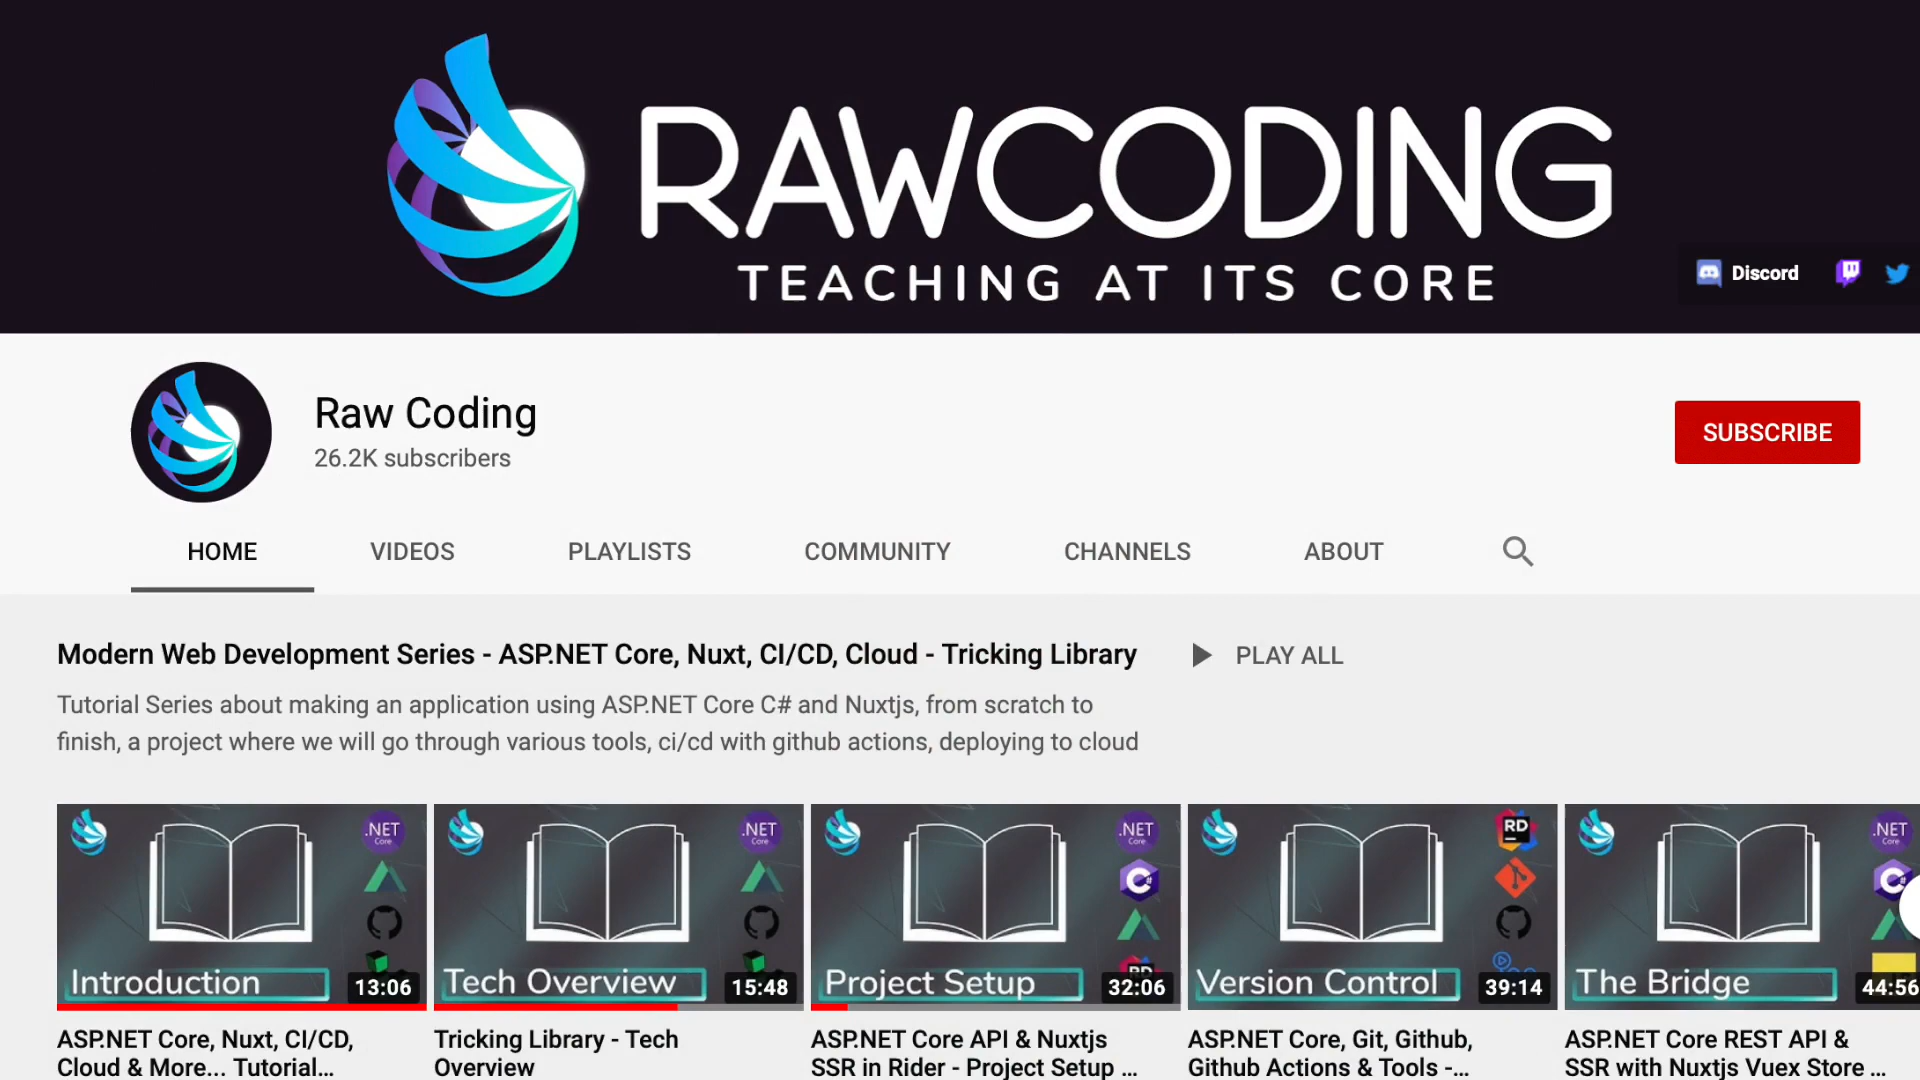 RAWCODING
TEACHING AT ITS CORE
Discord
Raw Coding
26.2K subscribers
SUBSCRIBE
HOME VIDEOS PLAYLISTS COMMUNITY CHANNELS ABOUT
Modern Web Development Series - ASP.NET Core, Nuxt, CI/CD, Cloud - Tricking Library PLAY ALL
Tutorial Series about making an application using ASP.NET Core C# and Nuxtjs, from scratch to
finish, a project where we will go through various tools, ci/cd with github actions, deploying to cloud
.NET
Core
Introduction
13:06
.NET
Core
Tech Overview
15:48
.NET
Core
C#
RD
Project Setup
32:06
RD
Version Control
39:14
.NET
Core
C#
The Bridge
44:56
ASP.NET Core, Nuxt, CI/CD,
Cloud & More... Tutorial...
Tricking Library - Tech
Overview
ASP.NET Core API & Nuxtjs
SSR in Rider - Project Setup ...
ASP.NET Core, Git, Github,
Github Actions & Tools -...
ASP.NET Core REST API &
SSR with Nuxtjs Vuex Store ...